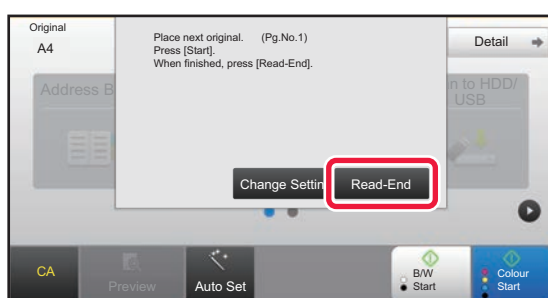 Original
A4
Place next original. (Pg.No.1)
Press [Start].
When finished, press [Read-End].
Detail
Address B
n to HDD/
USB
Change Settin
Read-End
CA
Preview
Auto Set
B/W
Start
Colour
Start